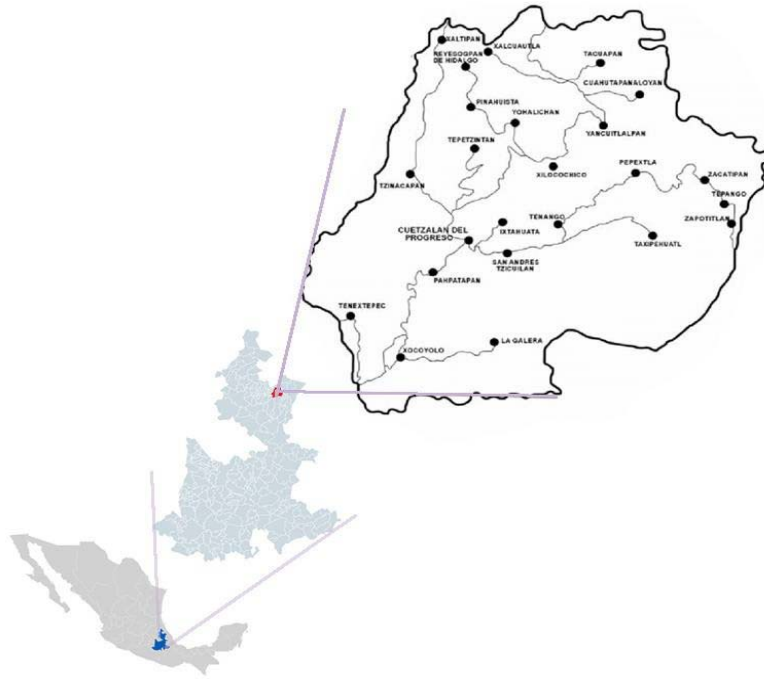 XALTIPAN
XALCUAUTLA
REYESOGPAN
DE HIDALGO
TACUAPAN
CUAHUTAPANALOYAN
PINAHUISTA
YOHALICHAN
YANCUITLALPAN
TEPETZINTAN
XILOCOCHICO
PEPEXTLA
ZACATIPAN
TZINACAPAN
TEPANGO
ZAPOTITLAN
TENANGO
IXTAHUATA
CUETZALAN DEL
PROGRESO
TAXIPEHUATL
SAN ANDRES
TZICUILAN
PAHPATAPAN
TENEXTEPEC
LA GALERA
XOCOYOLO